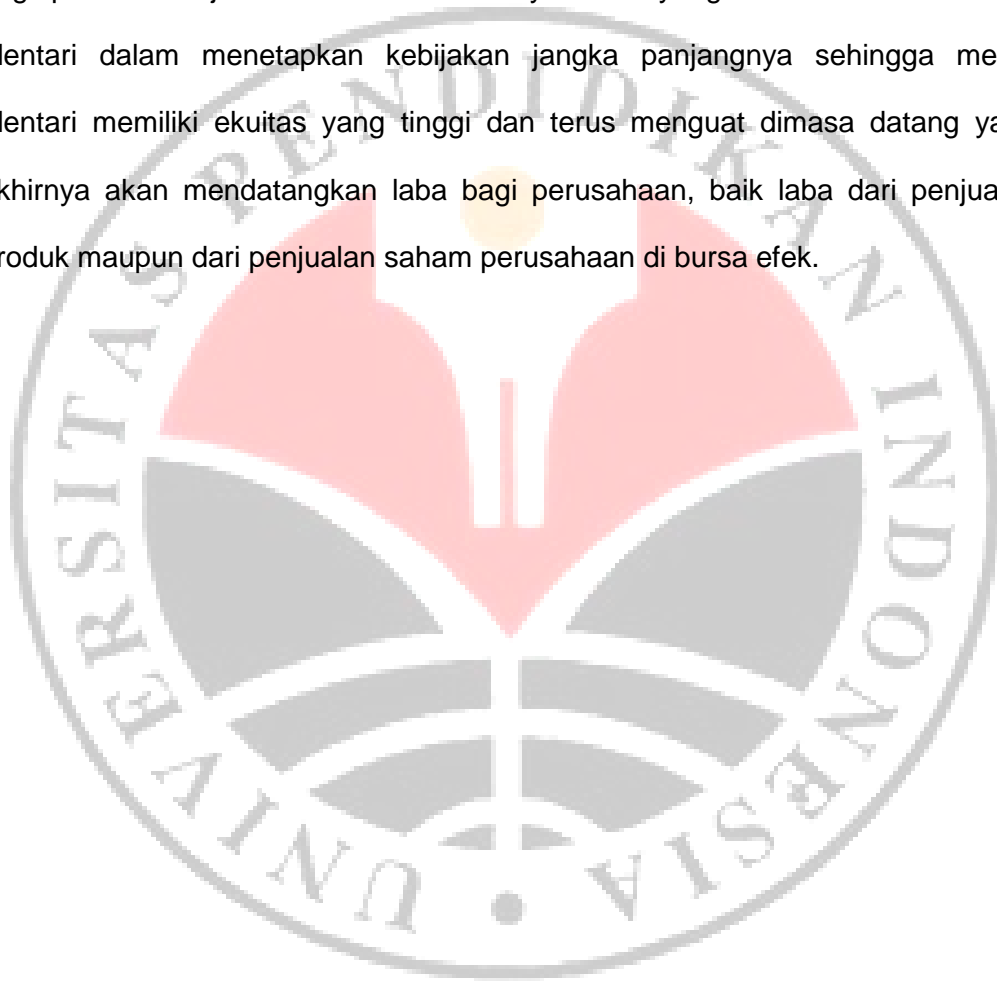 lentari dalam menetapkan kebijakan jangka panjangnya sehingga me
lentari memiliki ekuitas yang tinggi dan terus menguat dimasa datang ya
khirnya akan mendatangkan laba bagi perusahaan, baik laba dari penjua
roduk maupun dari penjualan saham perusahaan di bursa efek.
UNIVERSITAS PENDIDIKAN INDONESIA